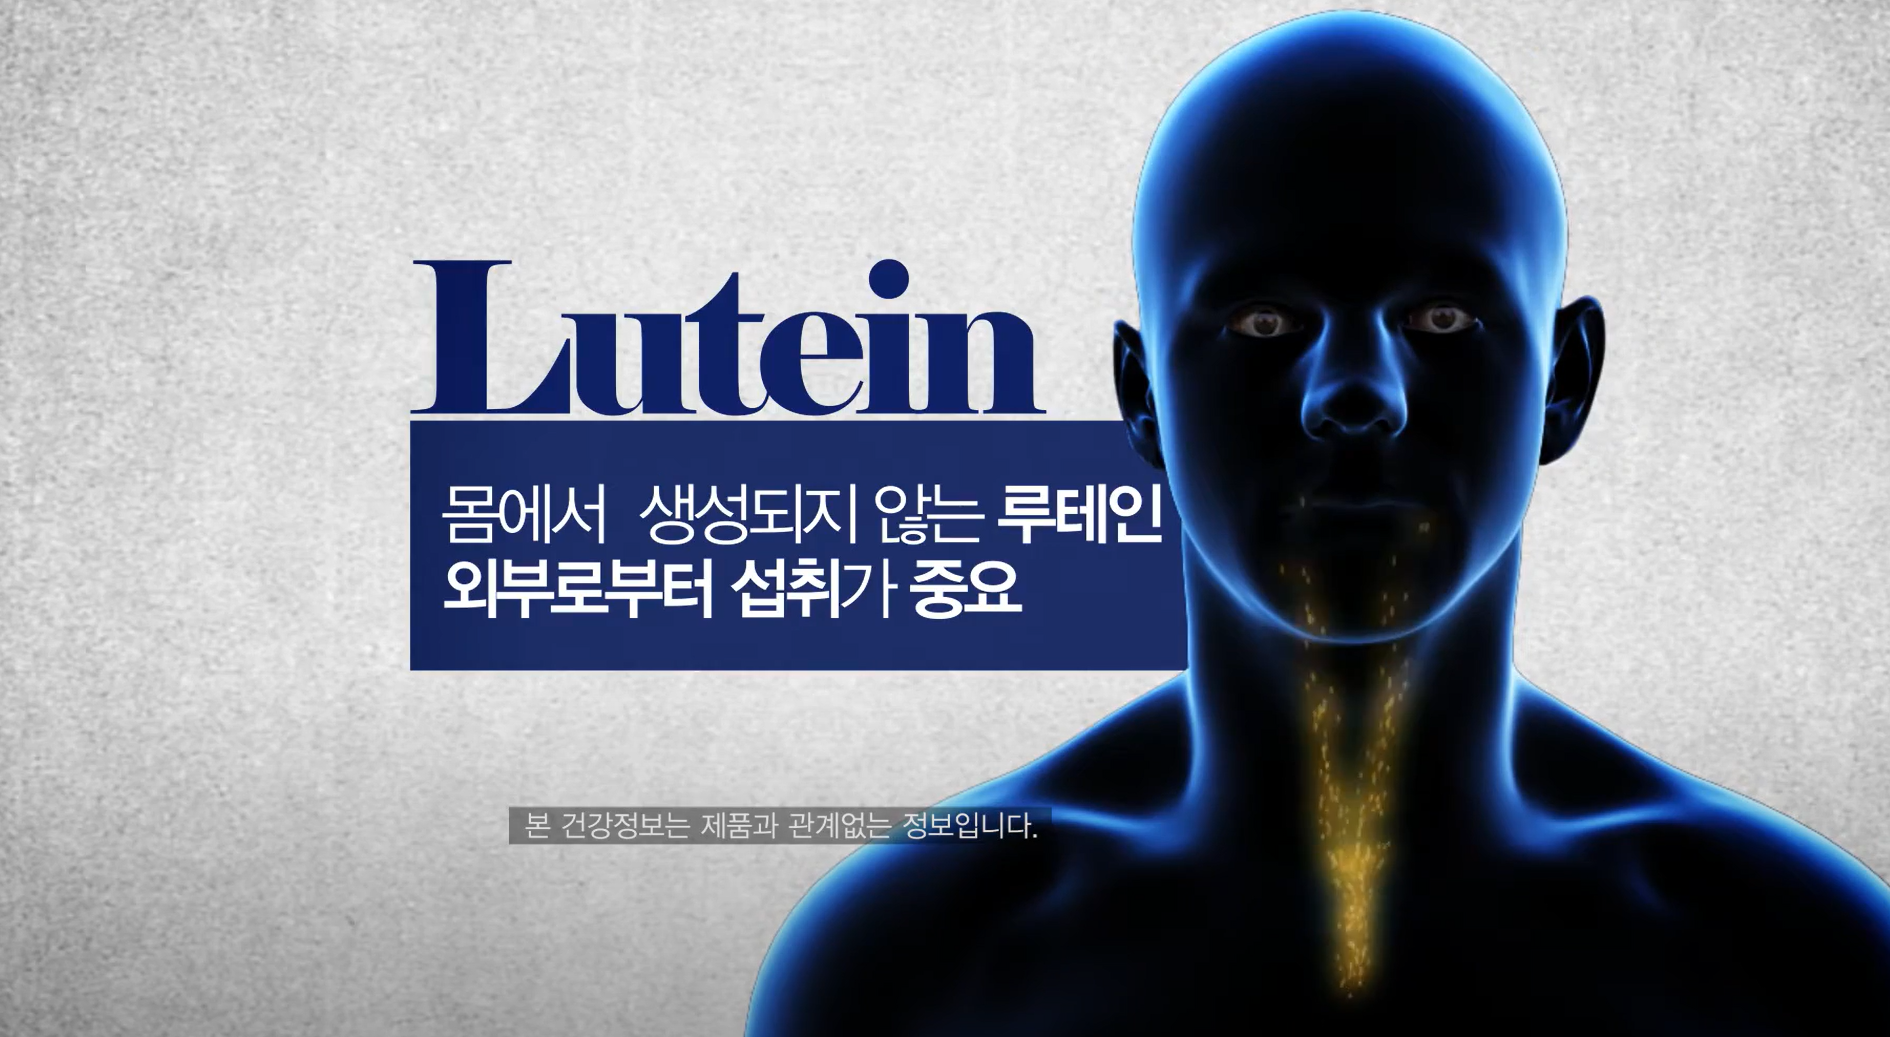 Lutein
몸에서 생성되지 않는 루테인
외부로부터 섭취가 중요
본 건강정보는 제품과 관계없는 정보입니다.